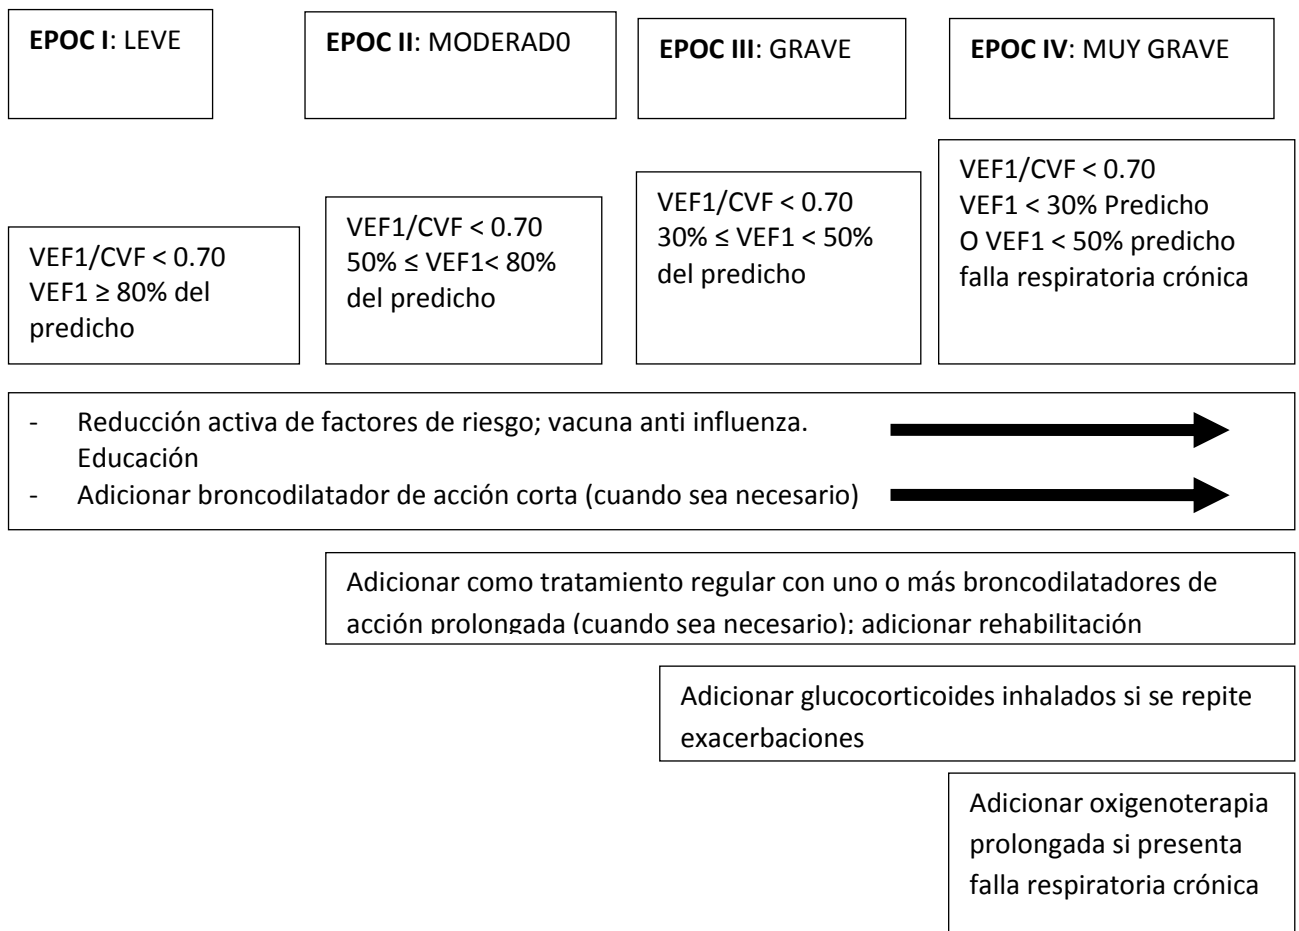 EPOC I: LEVE
EPOC II: MODERAD0
EPOC III: GRAVE
EPOC IV: MUY GRAVE
VEF1/CVF < 0.70
VEF1 ≥ 80% del
predicho
VEF1/CVF < 0.70
50% ≤ VEF1< 80%
del predicho
VEF1/CVF < 0.70
30% ≤ VEF1 < 50%
del predicho
VEF1/CVF < 0.70
VEF1 < 30% Predicho
O VEF1 < 50% predicho
falla respiratoria crónica
- Reducción activa de factores de riesgo; vacuna anti influenza.
Educación
- Adicionar broncodilatador de acción corta (cuando sea necesario)
Adicionar como tratamiento regular con uno o más broncodilatadores de
acción prolongada (cuando sea necesario); adicionar rehabilitación
Adicionar glucocorticoides inhalados si se repite
exacerbaciones
Adicionar oxigenoterapia
prolongada si presenta
falla respiratoria crónica